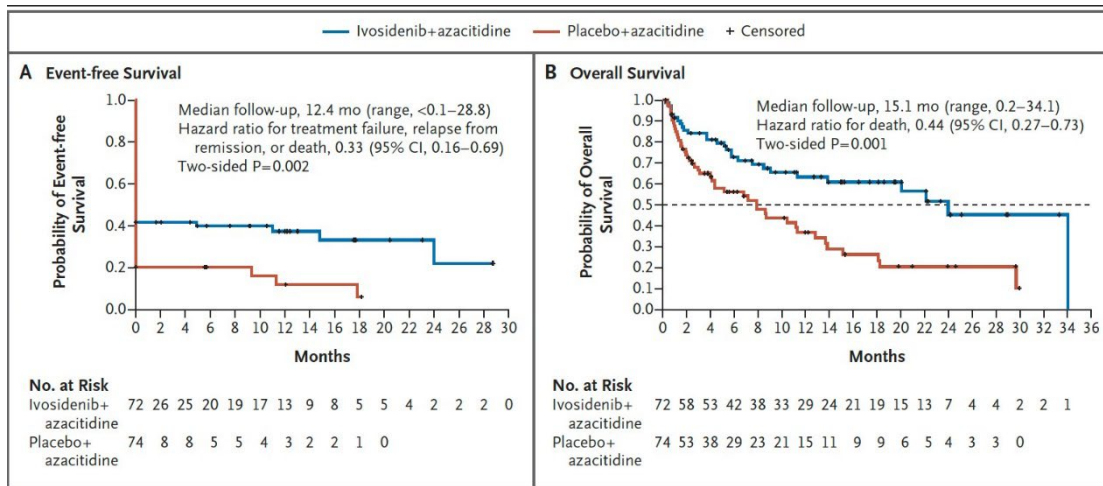 Ivosidenib+azacitidine Placebo+azacitidine + Censored
A Event-free Survival
Median follow-up, 12.4 mo (range, <0.1–28.8)
Hazard ratio for treatment failure, relapse from
remission, or death, 0.33 (95% CI, 0.16–0.69)
Two-sided P=0.002
Probability of Event-free
Survival
1.0
0.8
0.6
0.4
0.2
0.0
0 2 4 6 8 10 12 14 16 18 20 22 24 26 28 30
Months
No. at Risk
Ivosidenib+
azacitidine
72 26 25 20 19 17 13 9 8 5 5 4 2 2 2 0
Placebo+
azacitidine
74 8 8 5 5 4 3 2 2 1 0
B Overall Survival
Median follow-up, 15.1 mo (range, 0.2–34.1)
Hazard ratio for death, 0.44 (95% CI, 0.27–0.73)
Two-sided P=0.001
Probability of Overall
Survival
1.0
0.9
0.8
0.7
0.6
0.5
0.4
0.3
0.2
0.1
0.0
0 2 4 6 8 10 12 14 16 18 20 22 24 26 28 30 32 33 34 36
Months
No. at Risk
Ivosidenib+
azacitidine
72 58 53 42 38 33 29 24 21 19 15 13 7 4 4 2 2 1
Placebo+
azacitidine
74 53 38 29 23 21 15 11 9 9 6 5 4 3 3 0